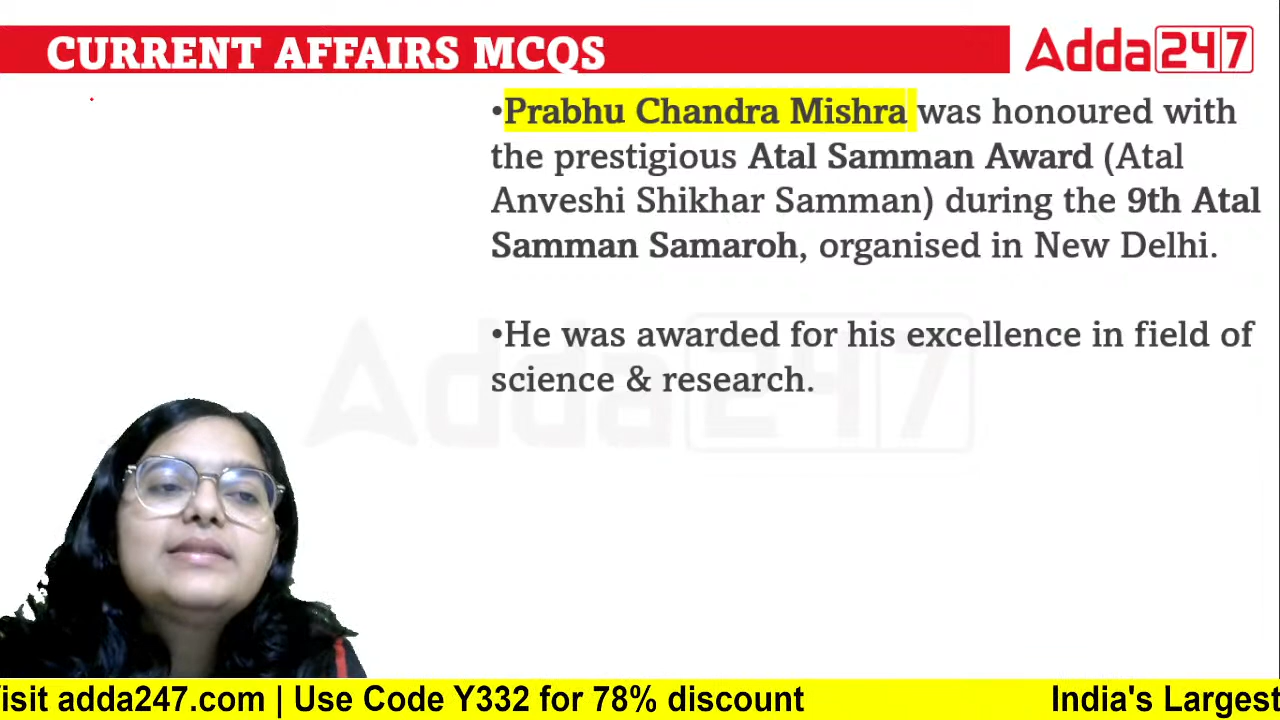 CURRENT AFFAIRS MCQS
Adda247
•Prabhu Chandra Mishra was honoured with
the prestigious Atal Samman Award (Atal
Anveshi Shikhar Samman) during the 9th Atal
Samman Samaroh, organised in New Delhi.
•He was awarded for his excellence in field of
science & research.
Adda247
isit adda247.com | Use Code Y332 for 78% discount
India's Largest